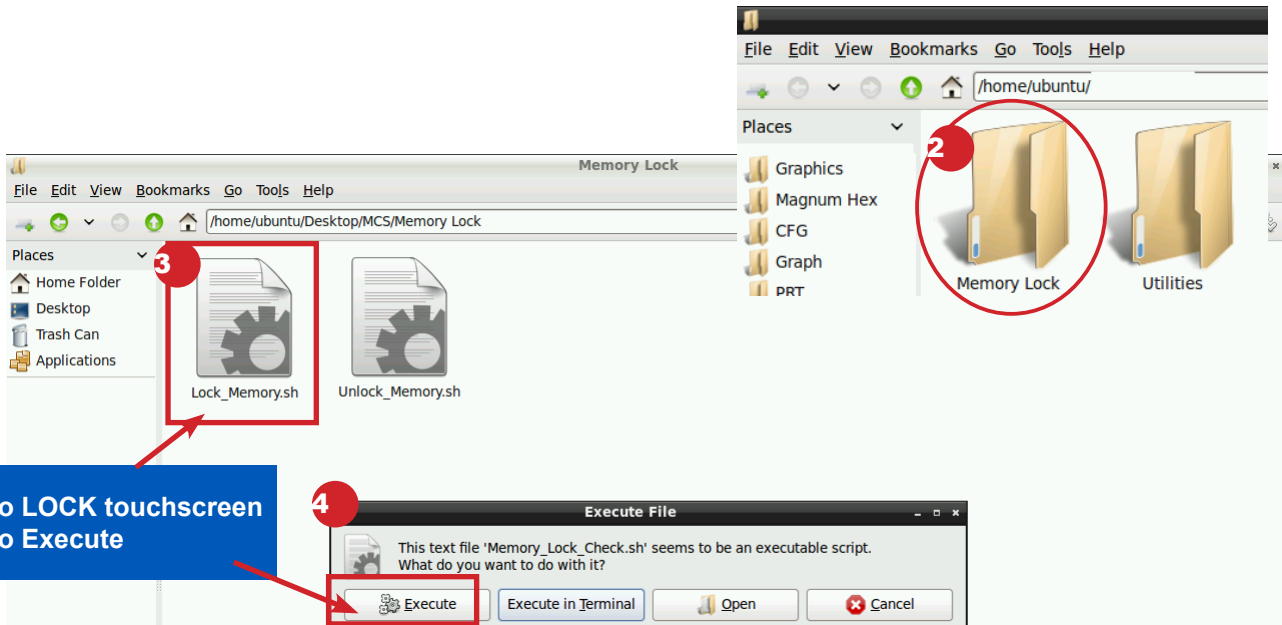 File Edit View Bookmarks Go Tools Help
/home/ubuntu/
Places
Graphics
Magnum Hex
CFG
Graph
PRT
2
Memory Lock
Utilities
Memory Lock
File Edit View Bookmarks Go Tools Help
/home/ubuntu/Desktop/MCS/Memory Lock
Places
Home Folder
Desktop
Trash Can
Applications
3
Lock_Memory.sh
Unlock_Memory.sh
o LOCK touchscreen
o Execute
4
Execute File
This text file 'Memory_Lock_Check.sh' seems to be an executable script.
What do you want to do with it?
Execute
Execute in Terminal
Open
Cancel